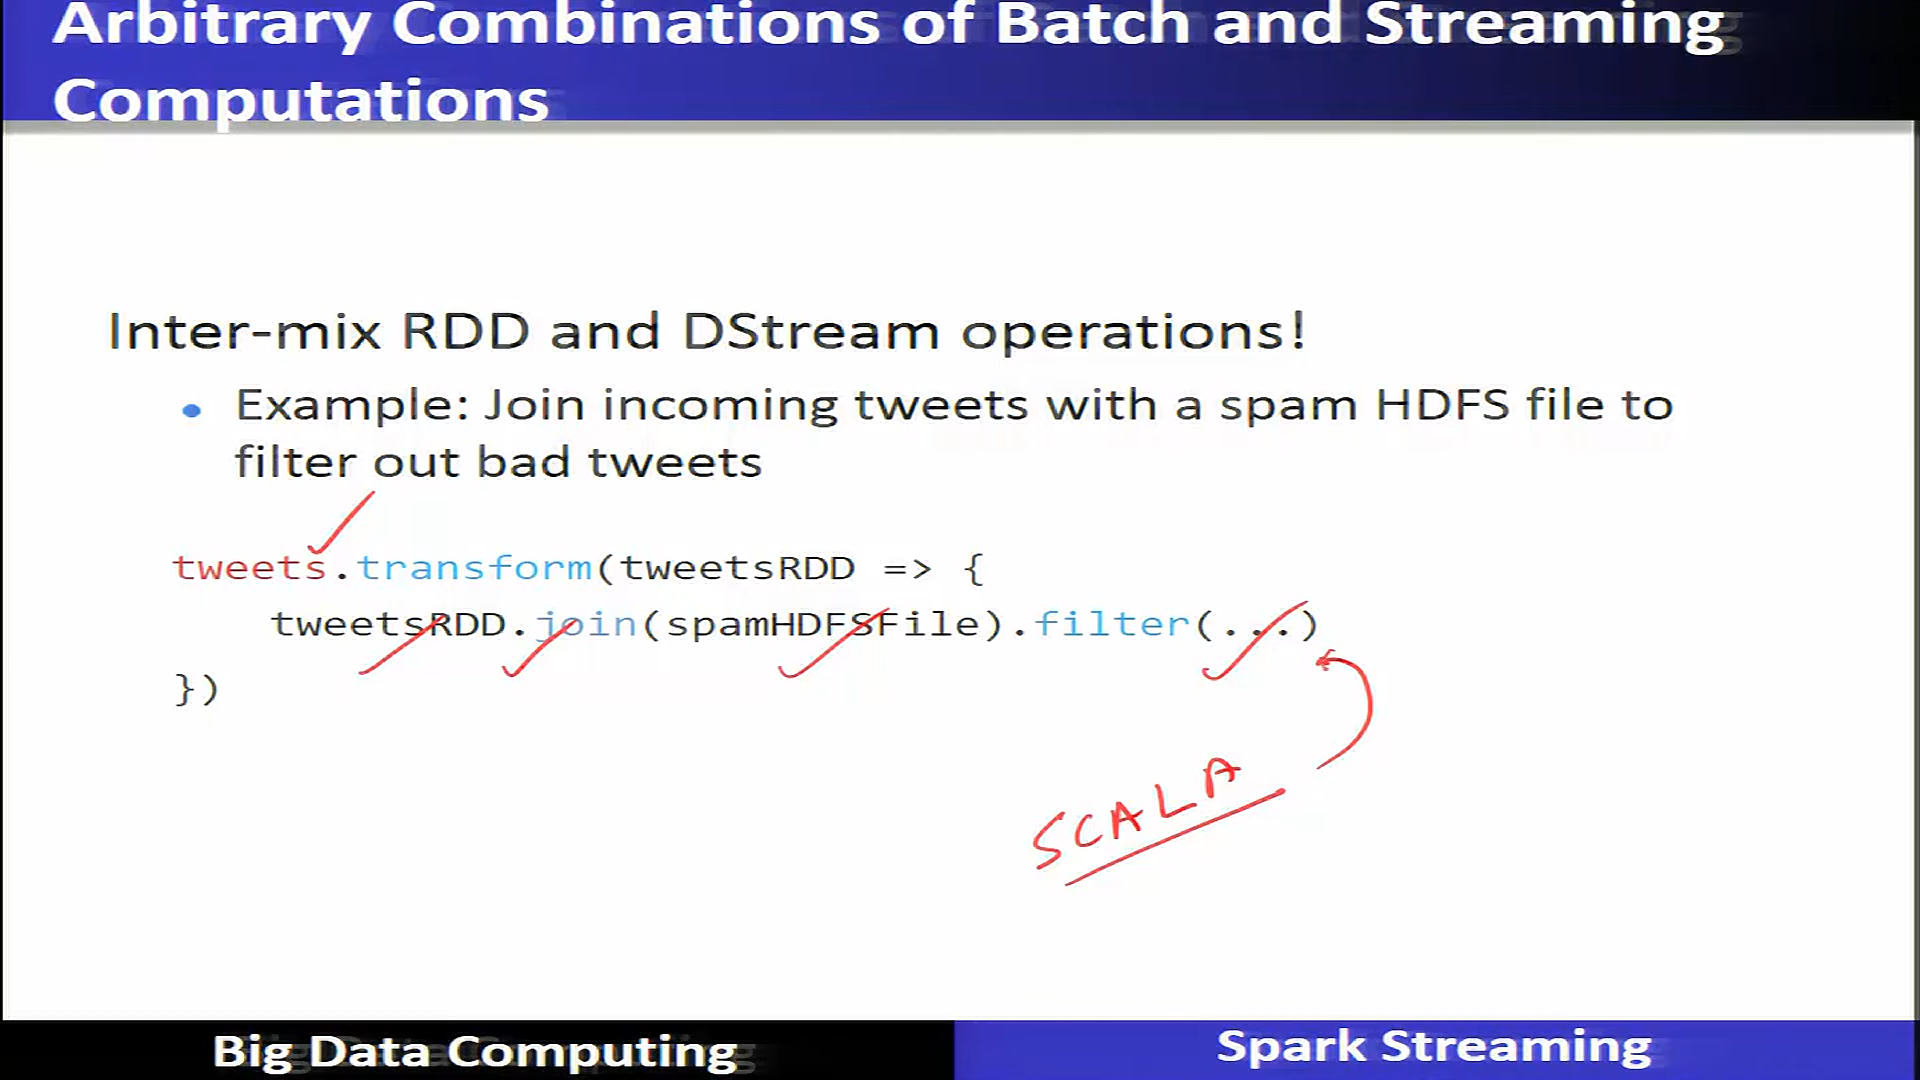 Arbitrary Combinations of Batch and Streaming
Computations
Inter-mix RDD and DStream operations!
• Example: Join incoming tweets with a spam HDFS file to
filter out bad tweets
tweets.transform(tweetsRDD => {
tweetsRDD.join(spamHDFSFile).filter(...)
})
SCALA
Big Data Computing
Spark Streaming